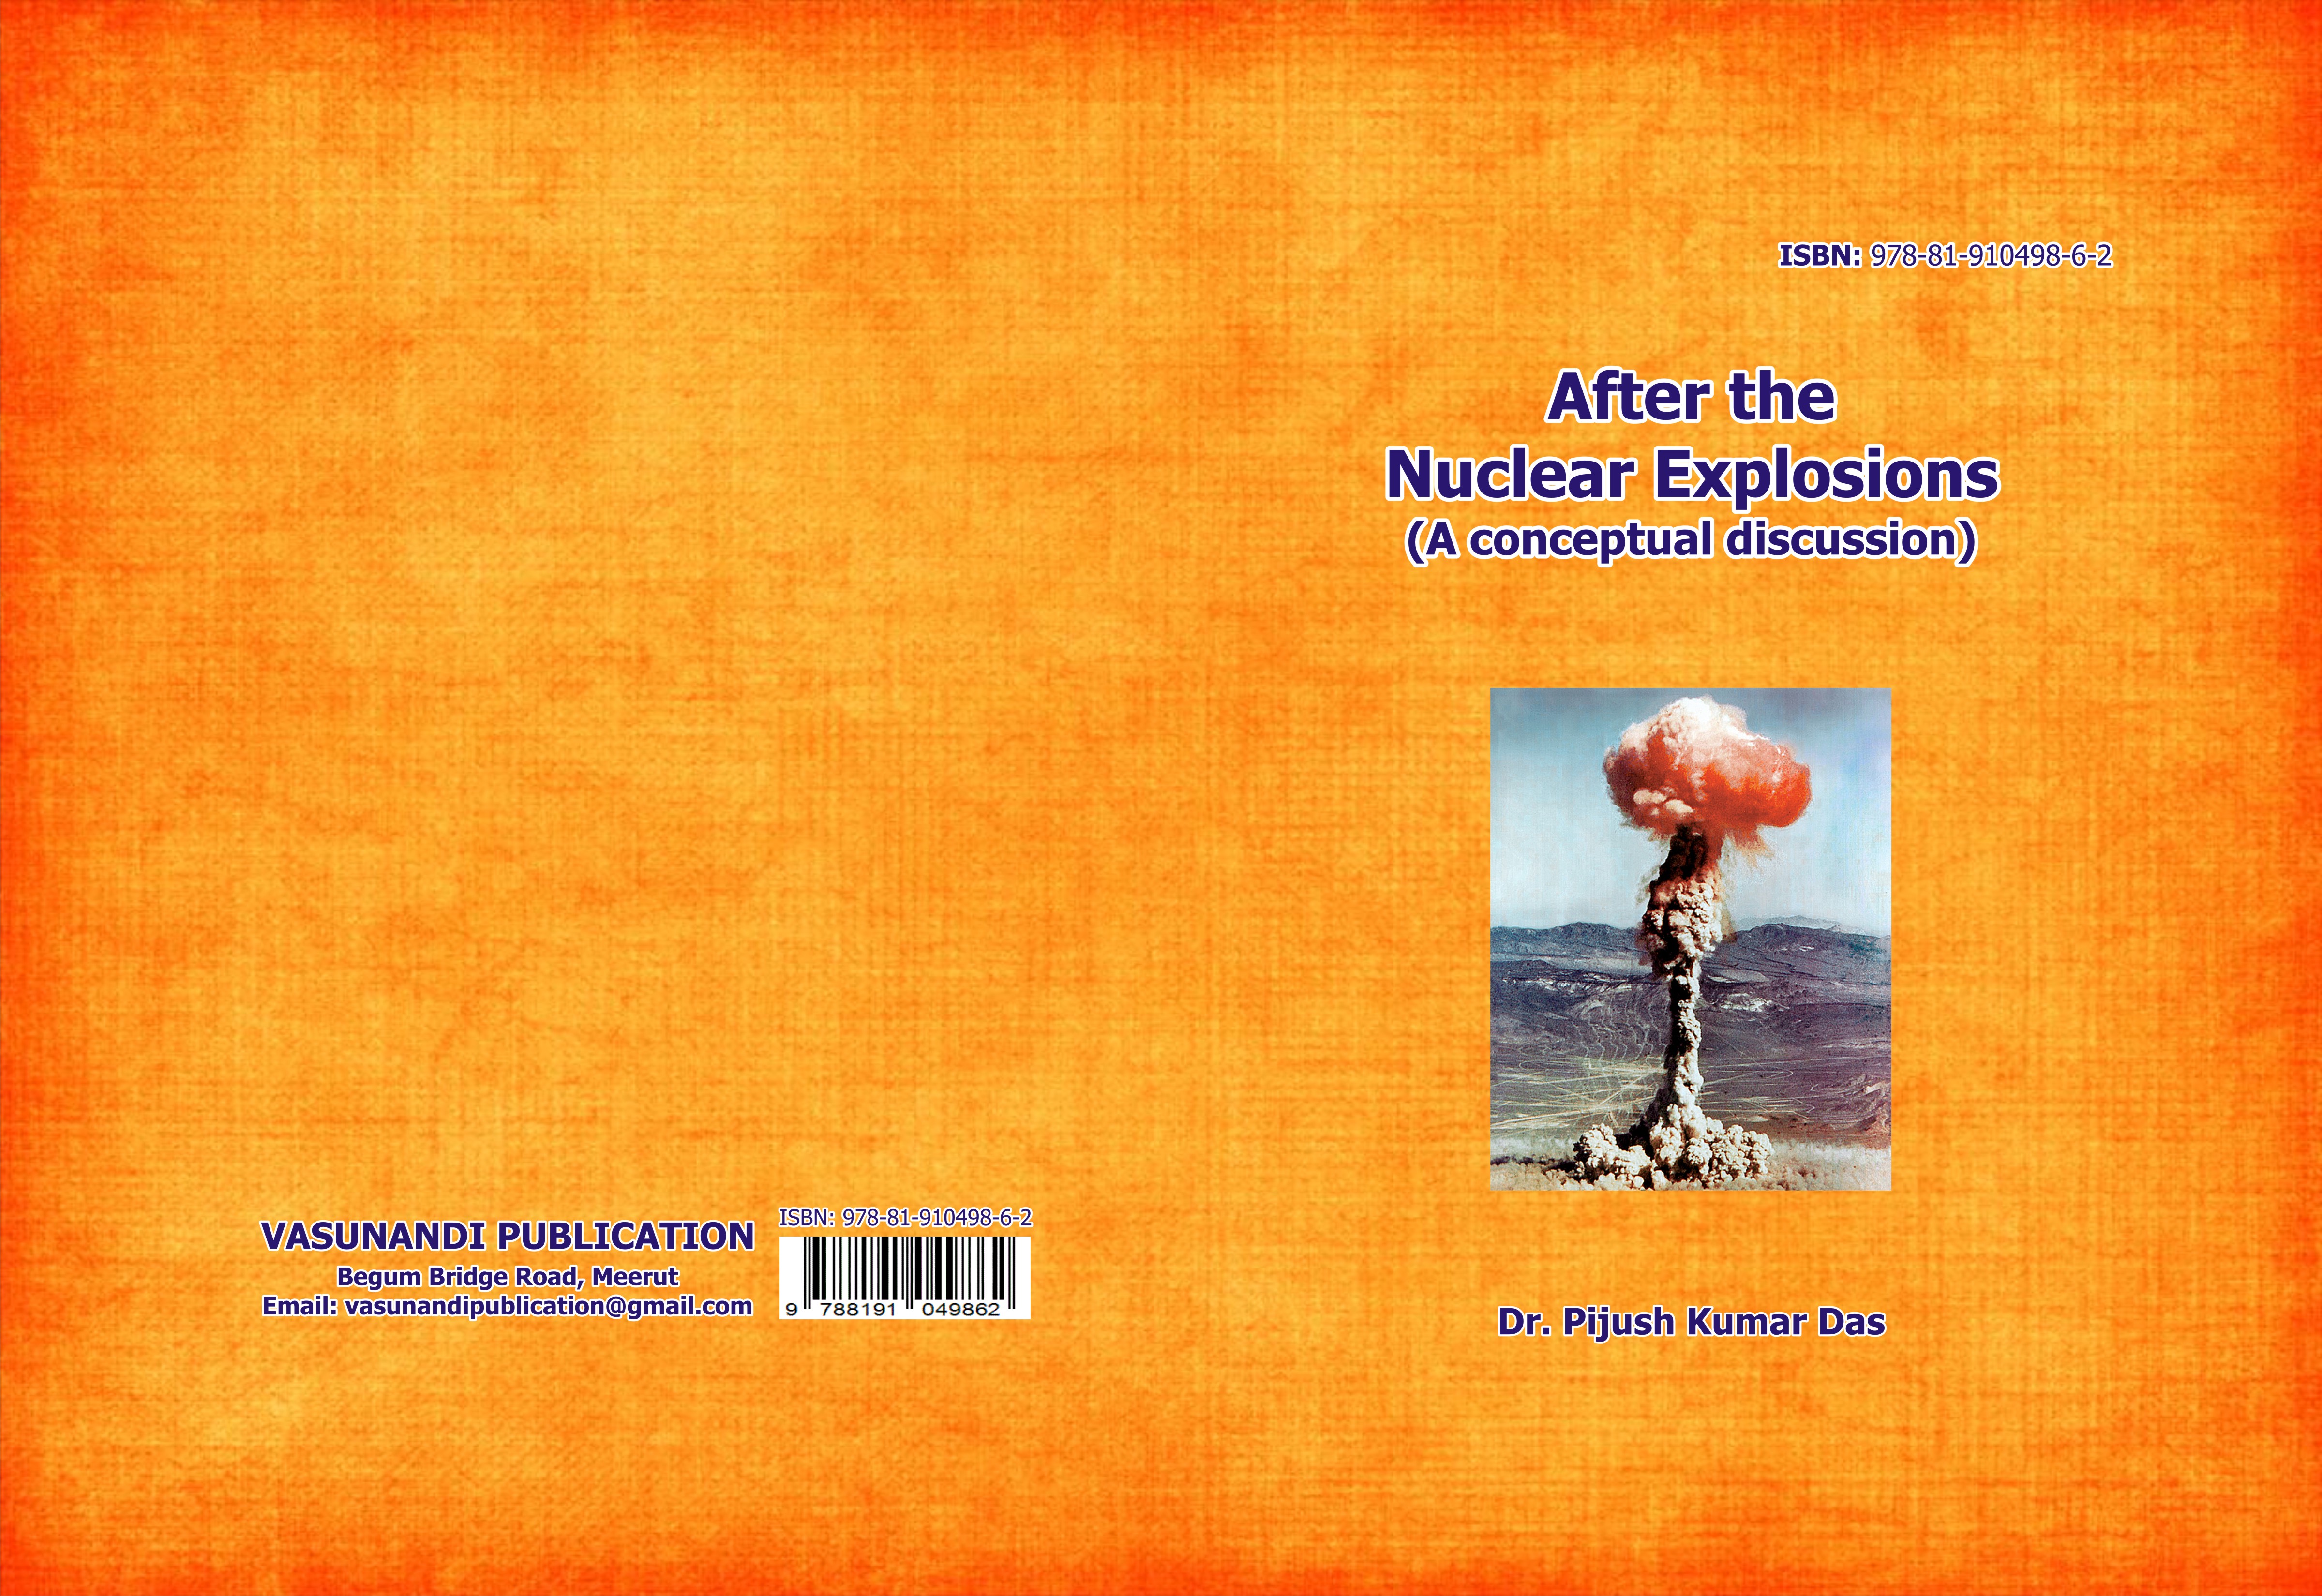 ISBN: 978-81-910498-6-2
After the
Nuclear Explosions
(A conceptual discussion)
Dr. Pijush Kumar Das
VASUNANDI PUBLICATION
Begum Bridge Road, Meerut
Email: vasunandipublication@gmail.com
ISBN: 978-81-910498-6-2
9 788191 049862